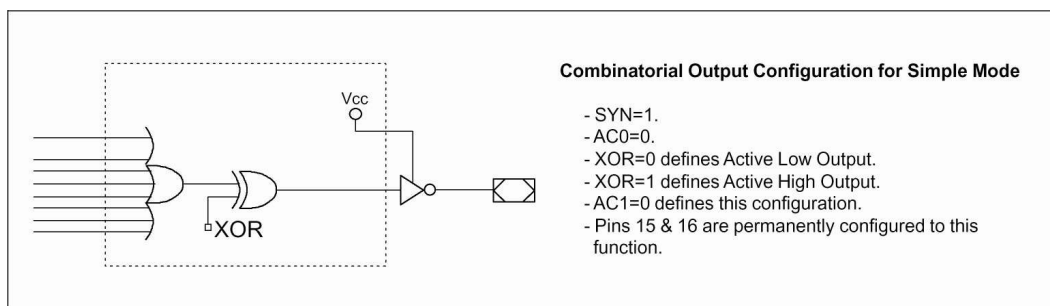 Vcc
XOR
Combinatorial Output Configuration for Simple Mode
- SYN=1.
- AC0=0.
- XOR=0 defines Active Low Output.
- XOR=1 defines Active High Output.
- AC1=0 defines this configuration.
- Pins 15 & 16 are permanently configured to this
function.